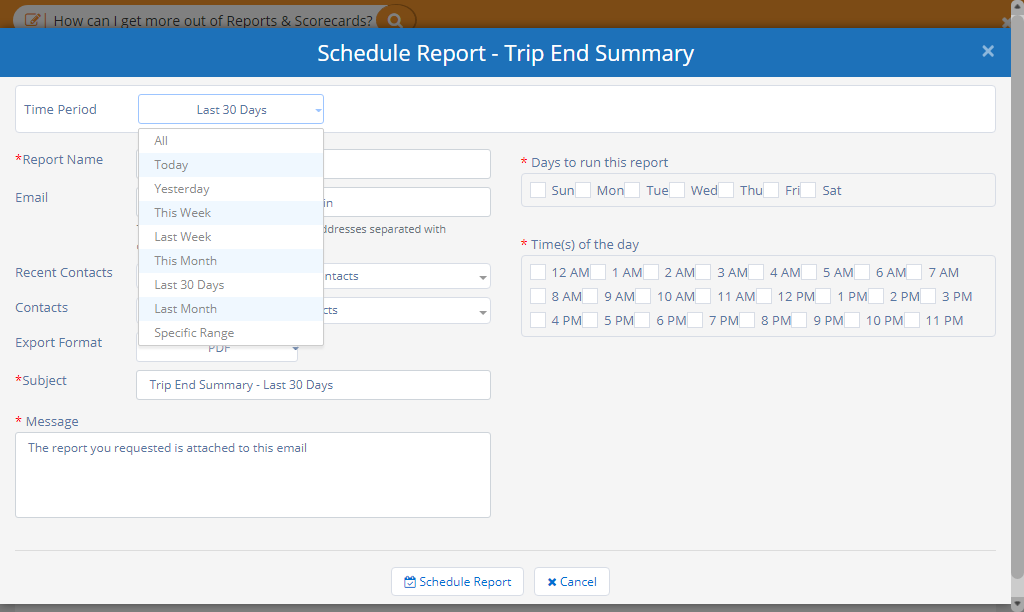 How can I get more out of Reports & Scorecards?
Schedule Report - Trip End Summary
Time Period
Last 30 Days
All
Today
Yesterday
This Week
Last Week
This Month
Last 30 Days
Last Month
Specific Range
*Report Name
Email
in
addresses separated with
Recent Contacts
ntacts
Contacts
cts
Export Format
PDF
*Subject
Trip End Summary - Last 30 Days
* Message
The report you requested is attached to this email
* Days to run this report
Sun Mon Tue Wed Thu Fri Sat
* Time(s) of the day
12 AM 1 AM 2 AM 3 AM 4 AM 5 AM 6 AM 7 AM
8 AM 9 AM 10 AM 11 AM 12 PM 1 PM 2 PM 3 PM
4 PM 5 PM 6 PM 7 PM 8 PM 9 PM 10 PM 11 PM
Schedule Report
Cancel